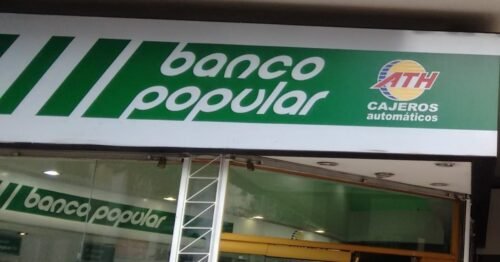 banco
popular
ATH
CAJEROS
automáticos
banco popular